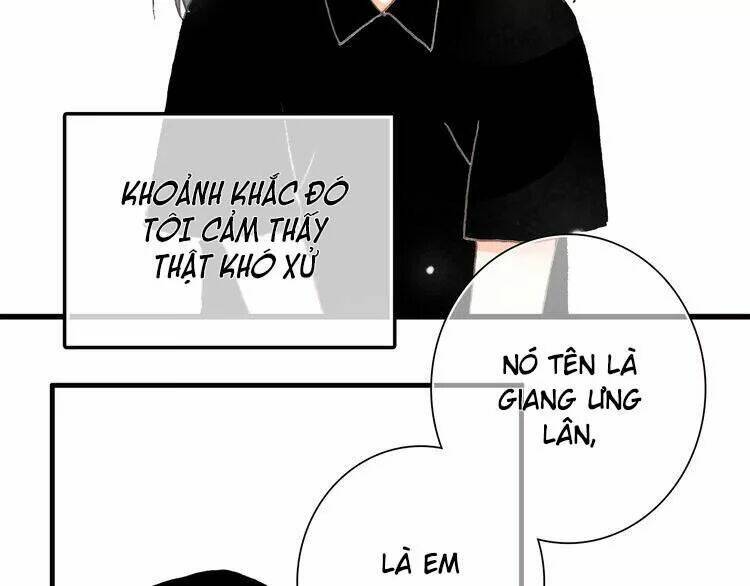 KHOẢNH KHẮC ĐÓ
TÔI CẢM THẤY
THẬT KHÓ XỬ
NÓ TÊN LÀ
GIANG ƯNG
LÂN,
LÀ EM